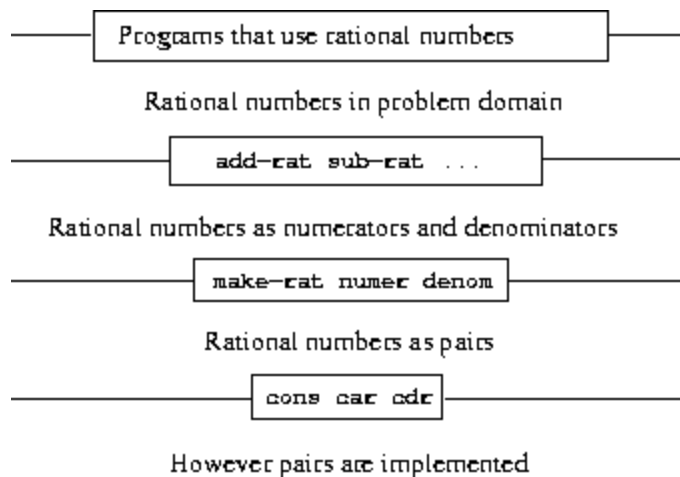 Programs that use rational numbers
Rational numbers in problem domain
add-rat sub-rat ...
Rational numbers as numerators and denominators
make-rat numer denom
Rational numbers as pairs
cons car cdr
However pairs are implemented